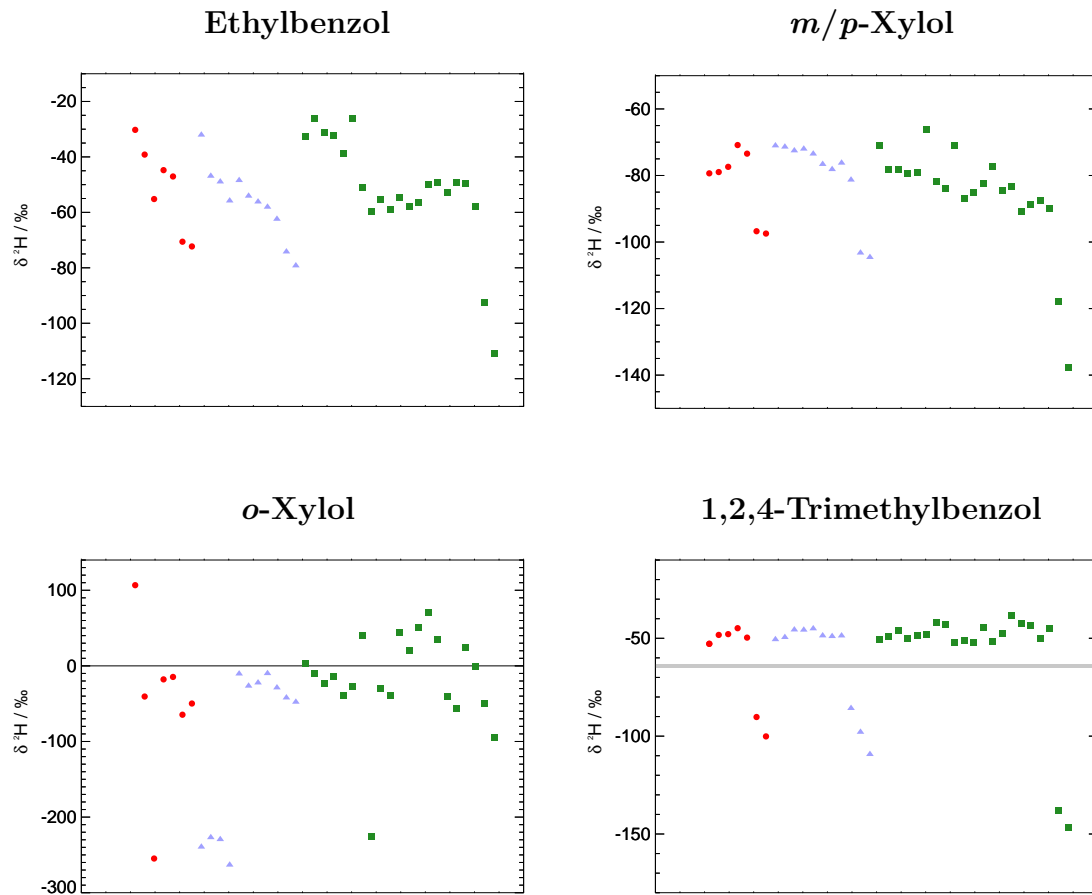 Ethylbenzol
-20
-40
-60
-80
-100
-120
δ ²H / ‰
m/p-Xylol
-60
-80
-100
-120
-140
δ ²H / ‰
o-Xylol
100
0
-100
-200
-300
δ ²H / ‰
1,2,4-Trimethylbenzol
-50
-100
-150
δ ²H / ‰